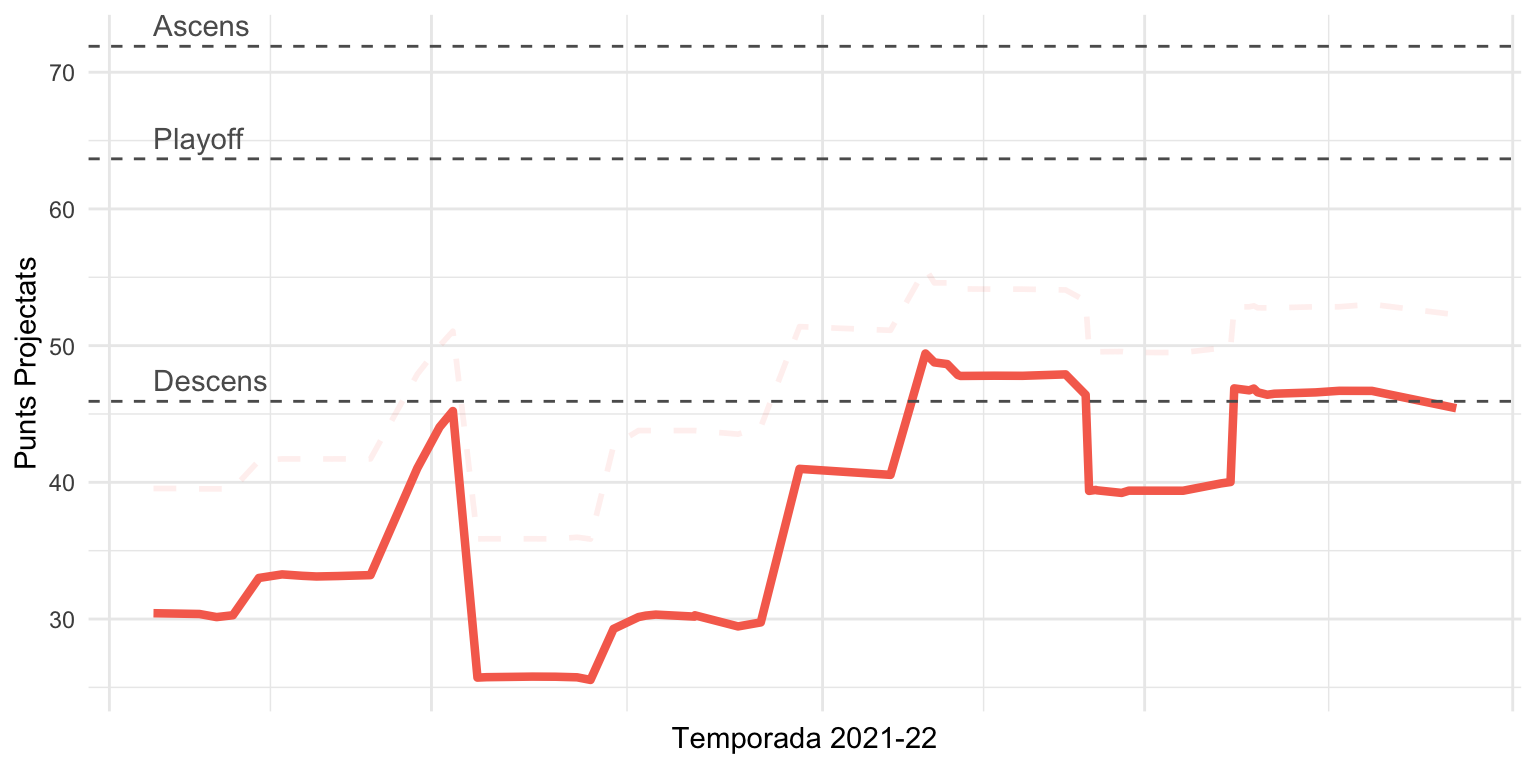 Ascens
70
Playoff
60
50
Descens
40
30
Punts Projectats
Temporada 2021-22